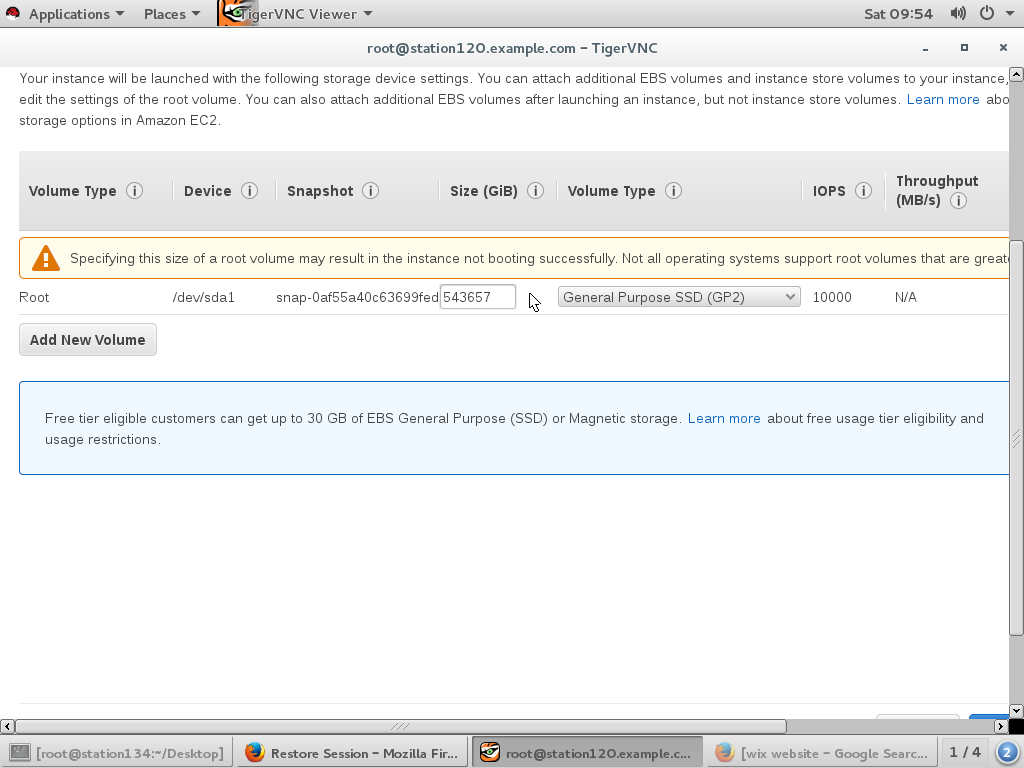 Applications
Places
TigerVNC Viewer
Sat 09:54
root@station120.example.com – TigerVNC
Your instance will be launched with the following storage device settings. You can attach additional EBS volumes and instance store volumes to your instance,
edit the settings of the root volume. You can also attach additional EBS volumes after launching an instance, but not instance store volumes. Learn more abo
storage options in Amazon EC2.
Volume Type i Device i Snapshot i Size (GiB) i Volume Type i IOPS i Throughput (MB/s) i
Specifying this size of a root volume may result in the instance not booting successfully. Not all operating systems support root volumes that are greate
Root /dev/sda1 snap-0af55a40c63699fed 543657 General Purpose SSD (GP2) 10000 N/A
Add New Volume
Free tier eligible customers can get up to 30 GB of EBS General Purpose (SSD) or Magnetic storage. Learn more about free usage tier eligibility and
usage restrictions.
[root@station134:~/Desktop]
Restore Session – Mozilla Fir...
root@station120.example.c...
[wix website – Google Searc...
1 / 4
2